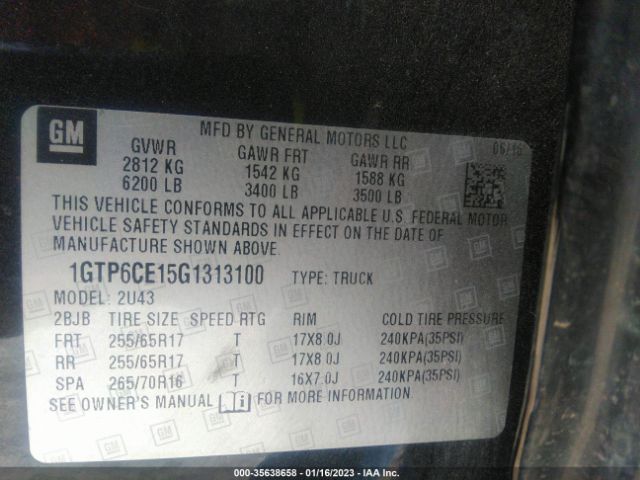 GM
MFD BY GENERAL MOTORS LLC
06/16
GVWR GAWR FRT GAWR RR
2812 KG 1542 KG 1588 KG
6200 LB 3400 LB 3500 LB
THIS VEHICLE CONFORMS TO ALL APPLICABLE U.S. FEDERAL MOTOR
VEHICLE SAFETY STANDARDS IN EFFECT ON THE DATE OF
MANUFACTURE SHOWN ABOVE.
1GTP6CE15G1313100 TYPE: TRUCK
MODEL: 2U43
2BJB TIRE SIZE SPEED RTG RIM COLD TIRE PRESSURE
FRT 255/65R17 T 17X8.0J 240KPA(35PSI)
RR 255/65R17 T 17X8.0J 240KPA(35PSI)
SPA 265/70R16 T 16X7.0J 240KPA(35PSI)
SEE OWNER'S MANUAL i FOR MORE INFORMATION
000-35638658 - 01/16/2023 - IAA Inc.